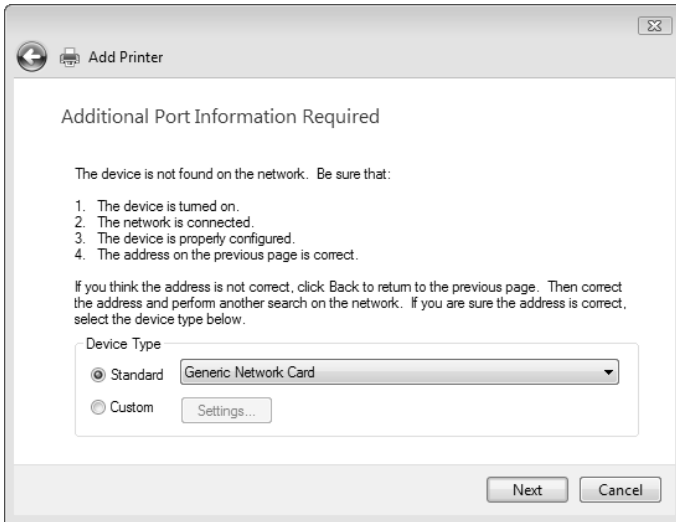 Add Printer
Additional Port Information Required
The device is not found on the network.  Be sure that:
1.  The device is turned on.
2.  The network is connected.
3.  The device is properly configured.
4.  The address on the previous page is correct.
If you think the address is not correct, click Back to return to the previous page.  Then correct
the address and perform another search on the network.  If you are sure the address is correct,
select the device type below.
Device Type
Standard
Generic Network Card
Custom
Settings...
Next
Cancel